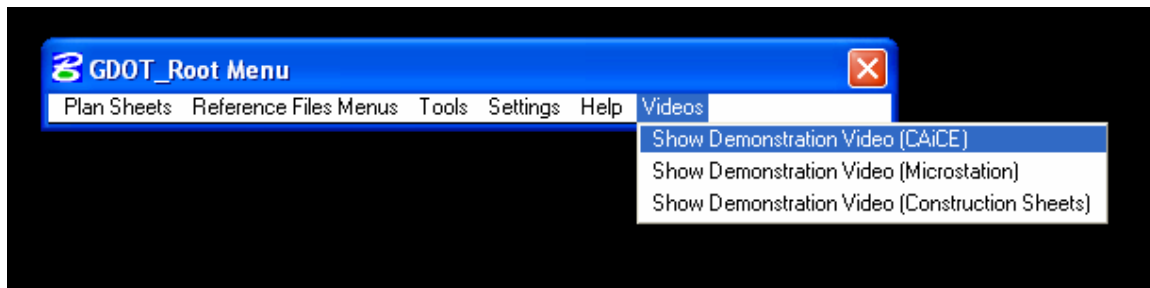 GDOT_Root Menu
Plan Sheets Reference Files Menus Tools Settings Help Videos
Show Demonstration Video (CAiCE)
Show Demonstration Video (Microstation)
Show Demonstration Video (Construction Sheets)